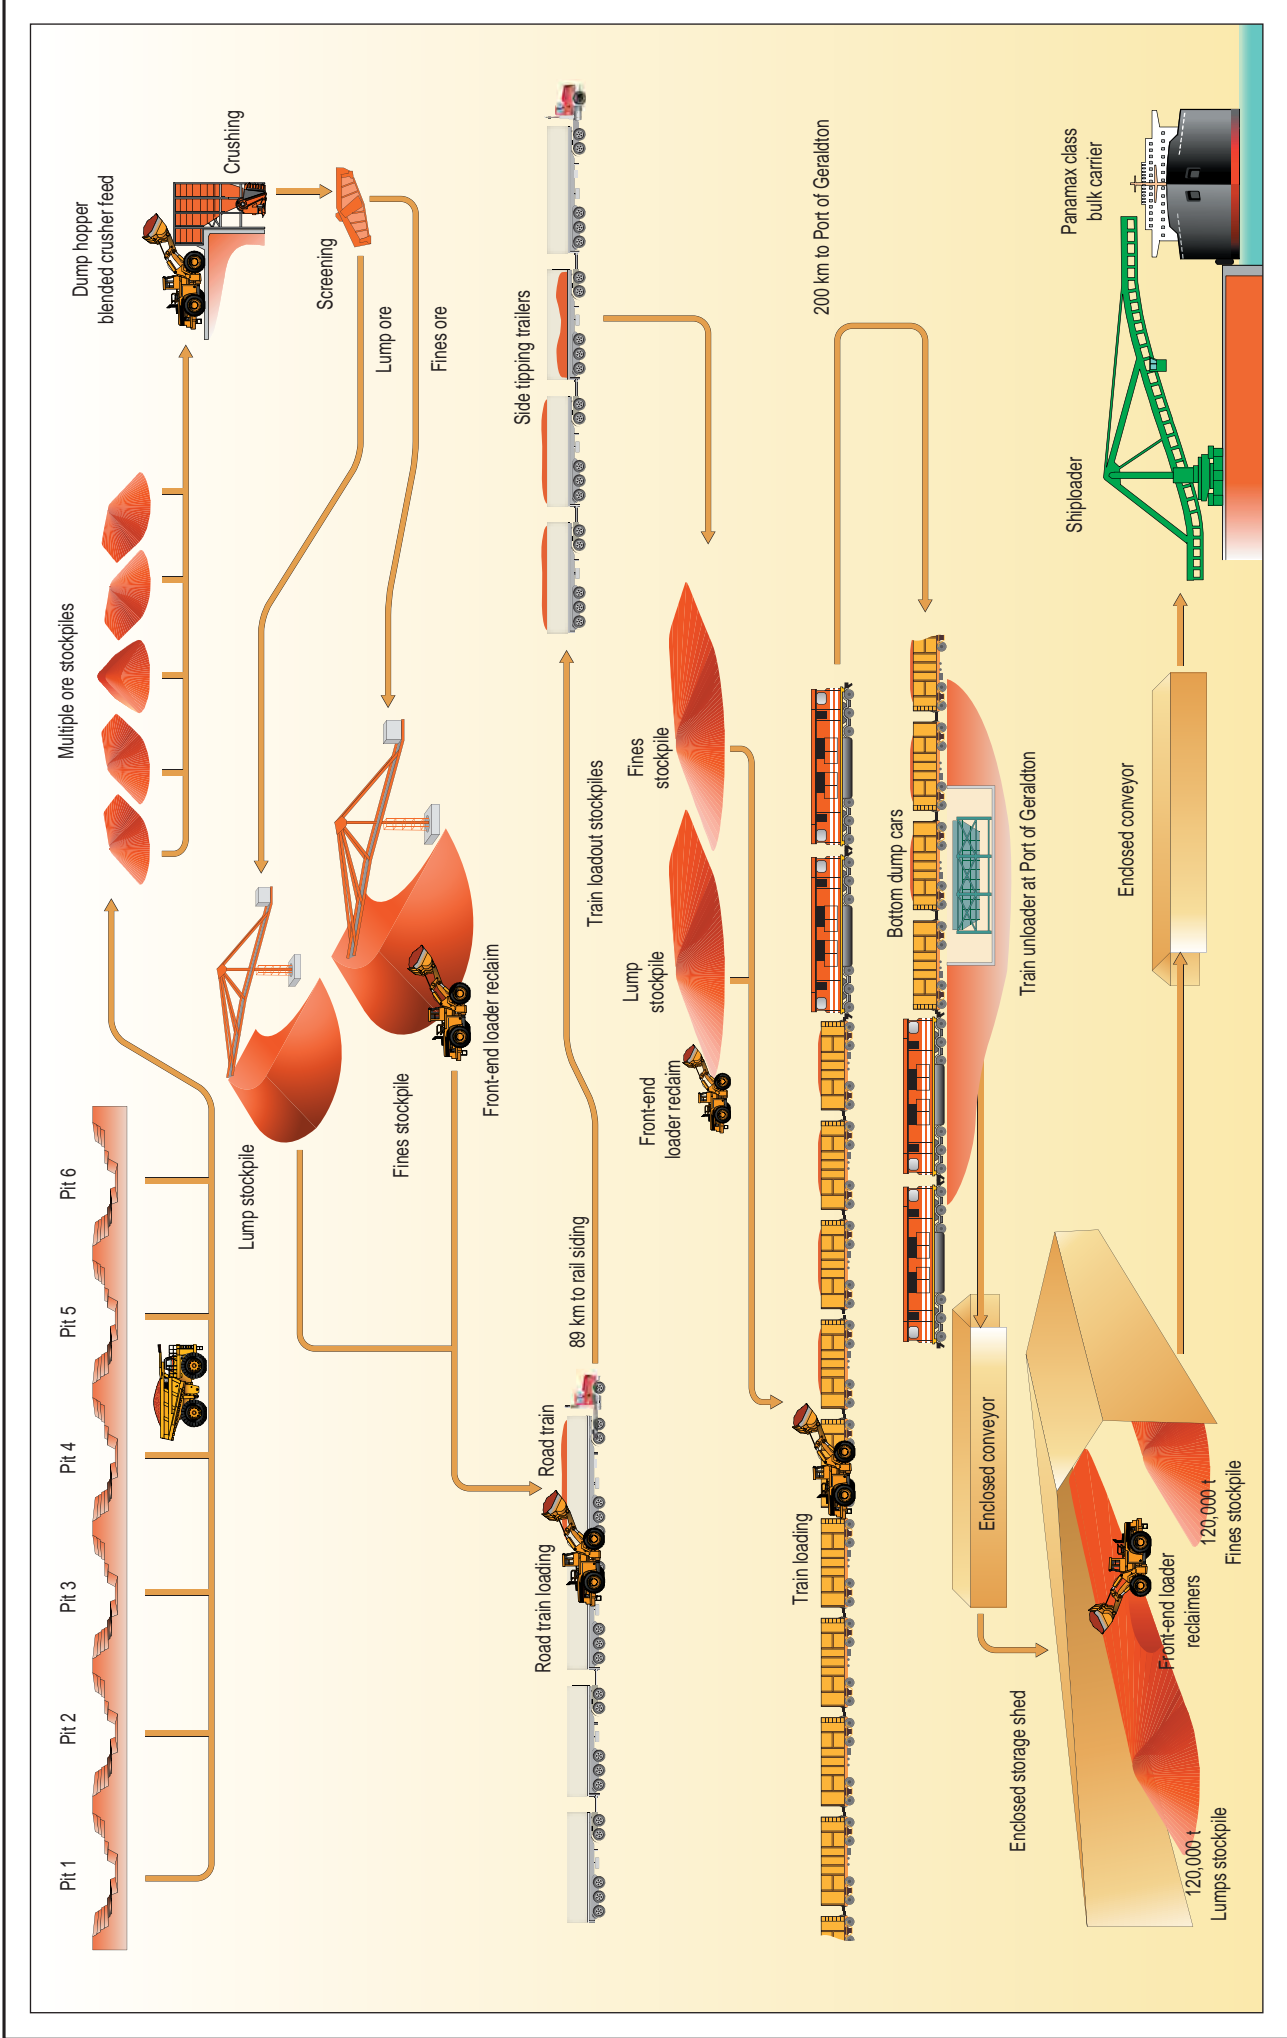 Pit 1
Pit 2
Pit 3
Pit 4
Pit 5
Pit 6
Multiple ore stockpiles
Dump hopper
blended crusher feed
Crushing
Screening
Lump ore
Fines ore
Lump stockpile
Fines stockpile
Front-end loader reclaim
Road train loading
Road train
89 km to rail siding
Side tipping trailers
Train loadout stockpiles
Front-end
loader reclaim
Lump
stockpile
Fines
stockpile
Train loading
200 km to Port of Geraldton
Bottom dump cars
Train unloader at Port of Geraldton
Enclosed conveyor
Enclosed storage shed
120,000 t
Lumps stockpile
Front-end loader
reclaimers
120,000 t
Fines stockpile
Enclosed conveyor
Shiploader
Panamax class
bulk carrier